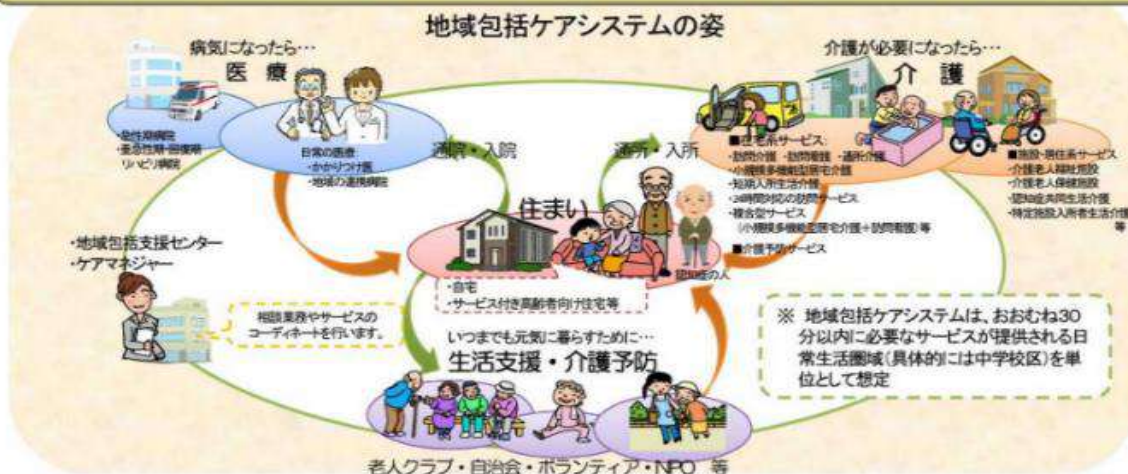 地域包括ケアシステムの姿
病気になったら…
医 療
・急性期病院
・亜急性期・回復期
リハビリ病院
日常の医療:
・かかりつけ医
・地域の連携病院
通院・入院
通所・入所
介護が必要になったら…
介 護
■在宅系サービス:
・訪問介護 ・訪問看護 ・通所介護
・小規模多機能型居宅介護
・短期入所生活介護
・24時間対応の訪問サービス
・複合型サービス
(小規模多機能型居宅介護+訪問看護)等
■介護予防サービス
■施設・居住系サービス
・介護老人福祉施設
・介護老人保健施設
・認知症共同生活介護
・特定施設入所者生活介護
等
住まい
認知症の人
・自宅
・サービス付き高齢者向け住宅等
・地域包括支援センター
・ケアマネジャー
相談業務やサービスの
コーディネートを行います。
いつまでも元気に暮らすために…
生活支援・介護予防
老人クラブ・自治会・ボランティア・NPO 等
※ 地域包括ケアシステムは、おおむね30
分以内に必要なサービスが提供される日
常生活圏域(具体的には中学校区)を単
位として想定